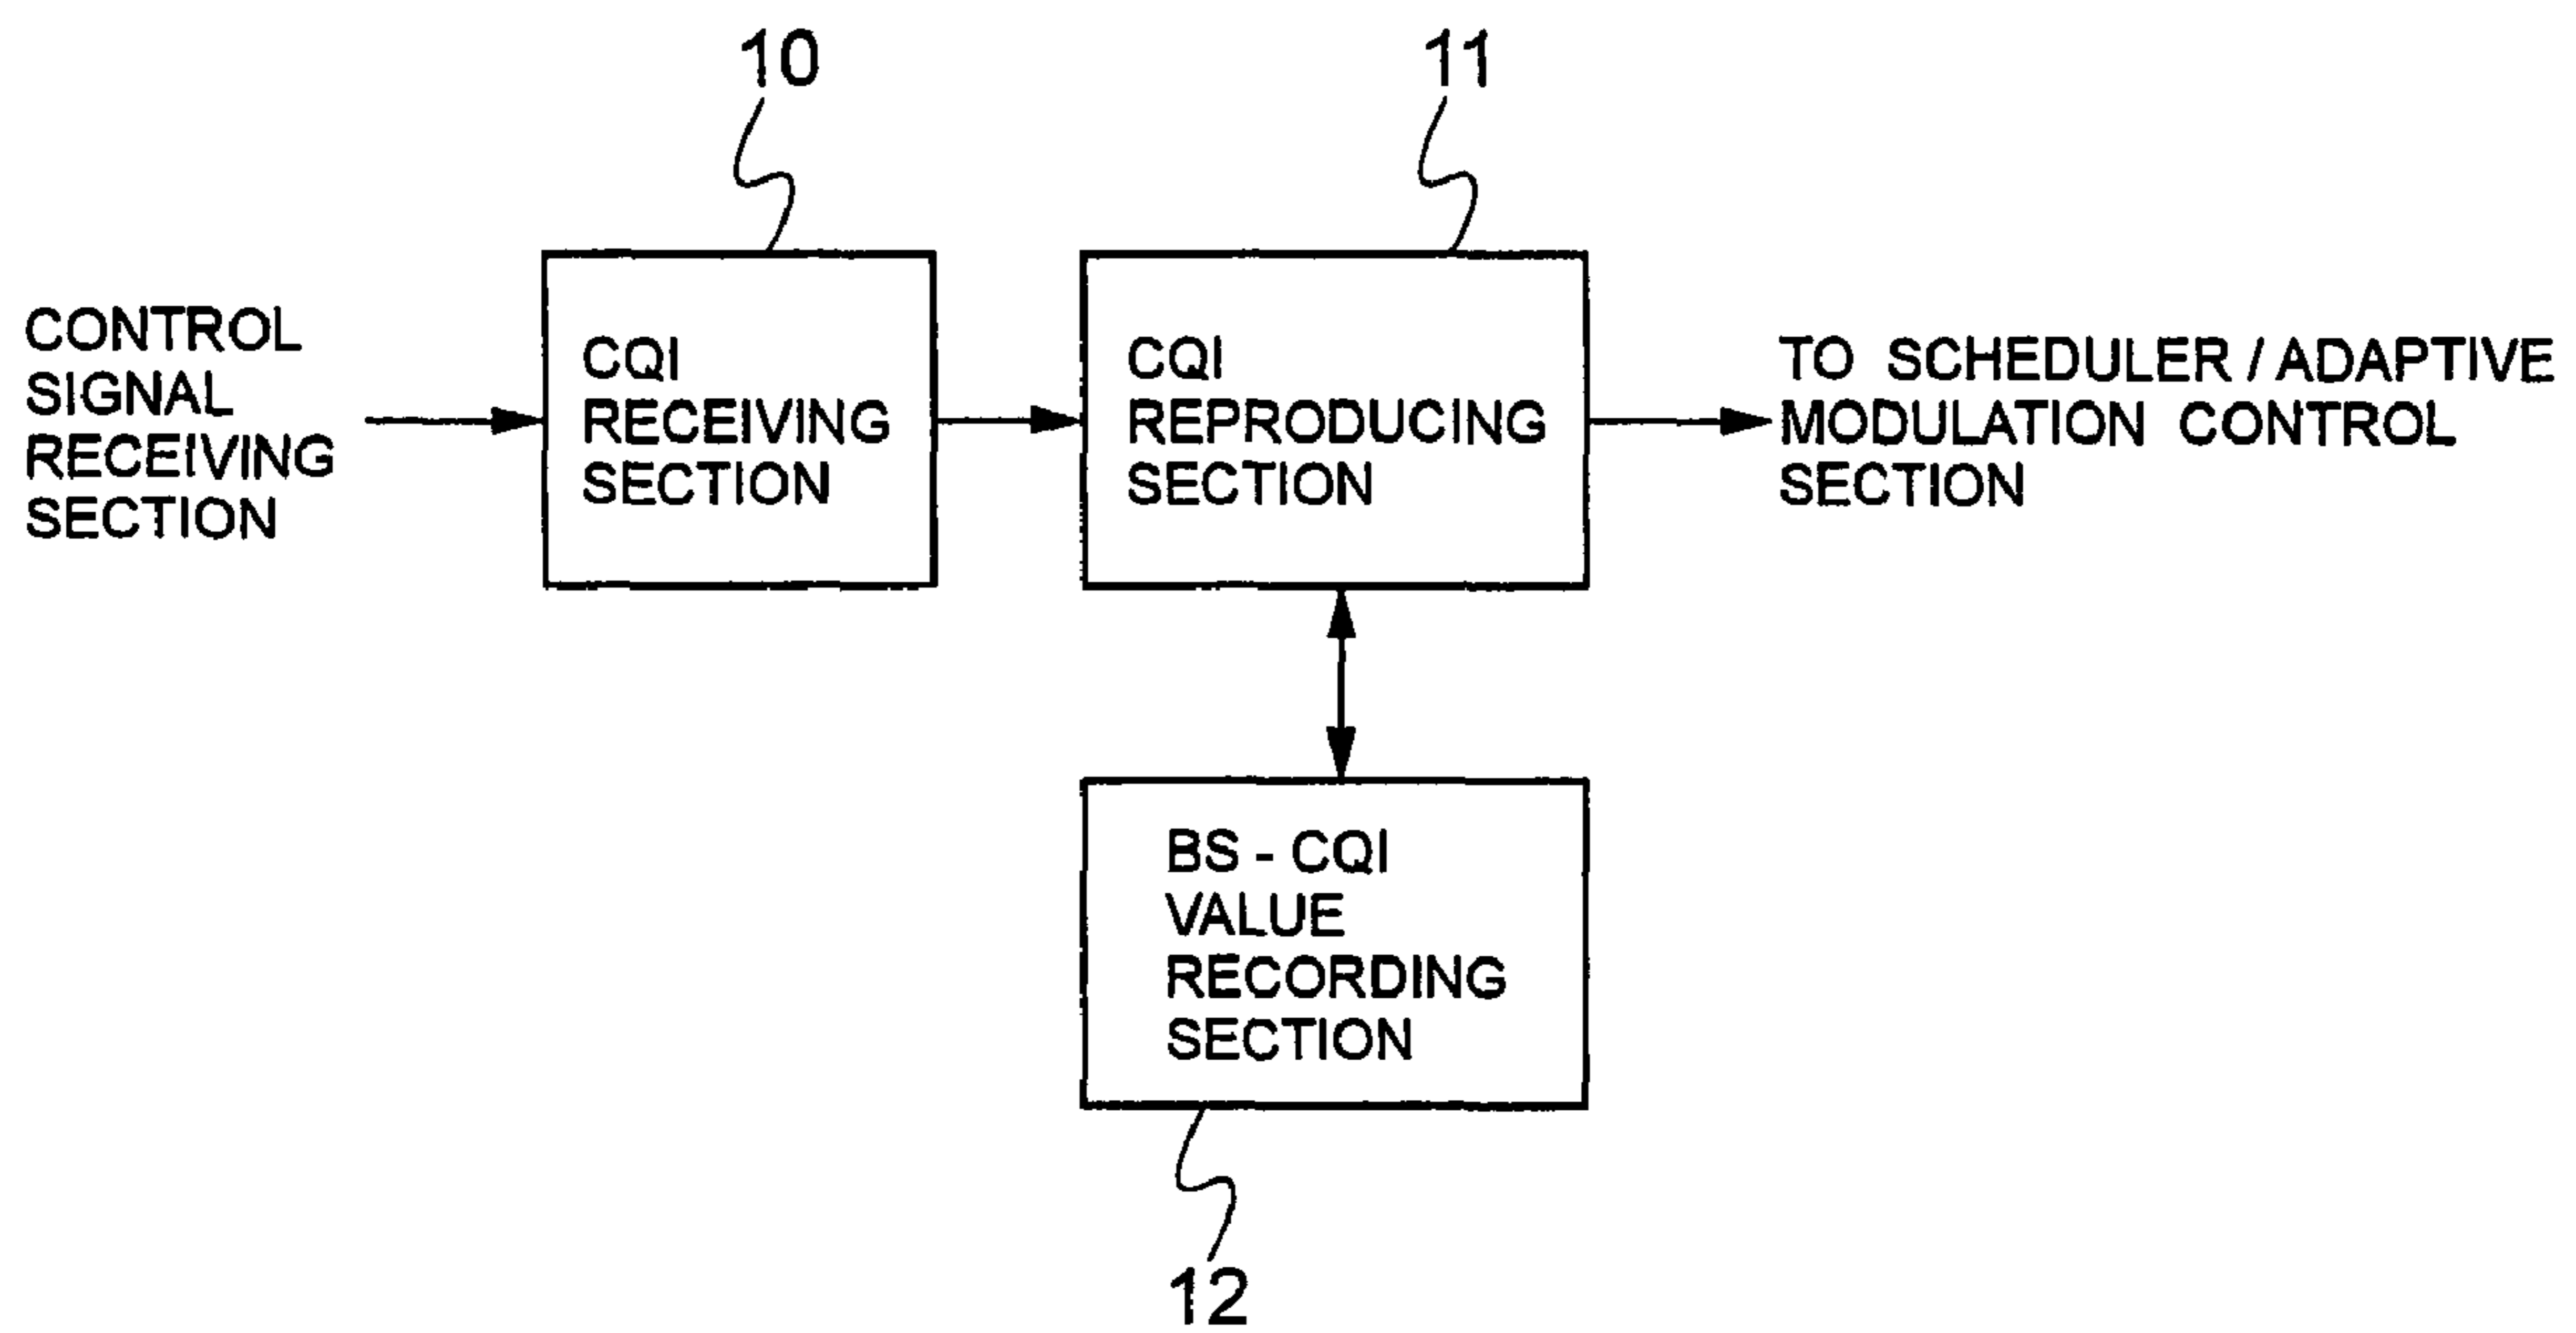 10
11
CONTROL
SIGNAL
RECEIVING
SECTION
CQI
RECEIVING
SECTION
CQI
REPRODUCING
SECTION
TO SCHEDULER / ADAPTIVE
MODULATION CONTROL
SECTION
BS - CQI
VALUE
RECORDING
SECTION
12